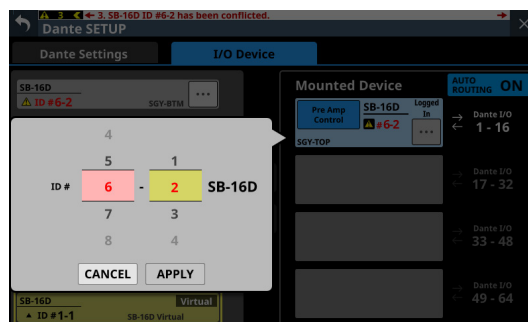 3 3. SB-16D ID #6-2 has been conflicted.
Dante SETUP
Dante Settings
I/O Device
SB-16D
ID #6-2
SGY-BTM
...
4
5 1
ID # 6 - 2 SB-16D
7 3
8 4
CANCEL APPLY
SB-16D
Virtual
ID #1-1
SB-16D Virtual
Mounted Device
AUTO ROUTING ON
Pre Amp Control
SB-16D
#6-2
Logged In
...
SGY-TOP
Dante I/O
1 - 16
Dante I/O
17 - 32
Dante I/O
33 - 48
Dante I/O
49 - 64